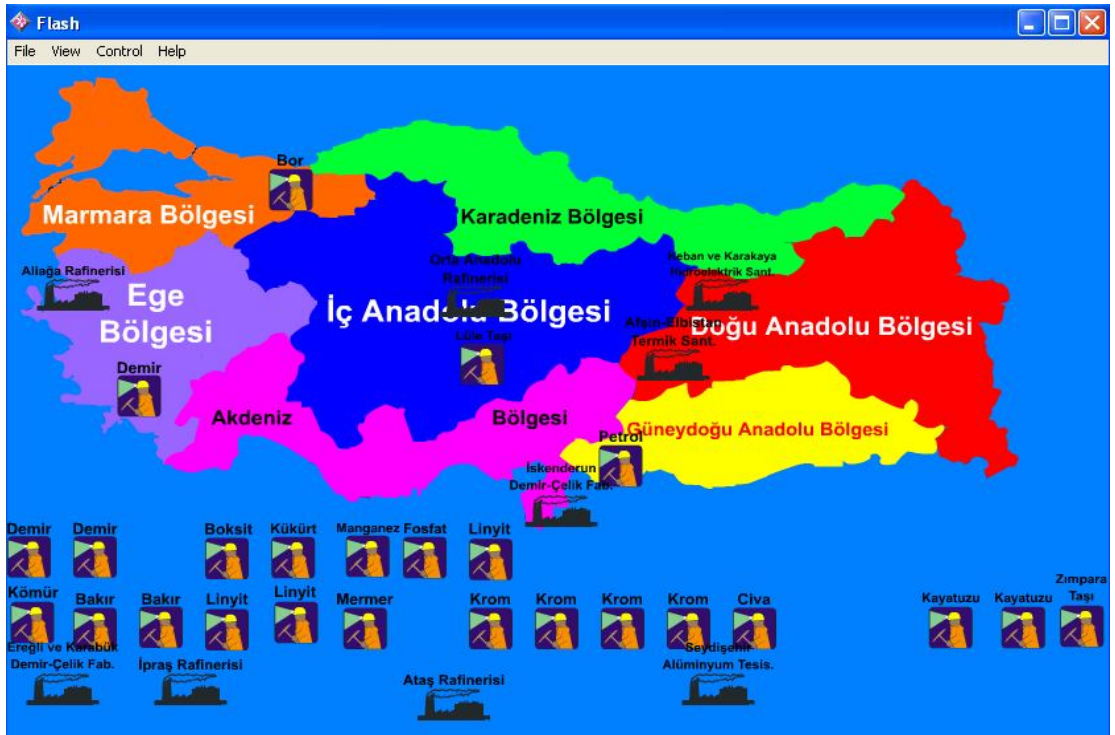 Flash
File View Control Help
Bor
Marmara Bölgesi
Karadeniz Bölgesi
Aliağa Rafinerisi
Orta Anadolu
Rafinerisi
Keban ve Karakaya
Hidroelektrik Sant.
Ege
Bölgesi
İç Anadolu Bölgesi
Afşin-Elbistan
Termik Sant.
Doğu Anadolu Bölgesi
Lüle Taşı
Demir
Akdeniz Bölgesi
Güneydoğu Anadolu Bölgesi
Petrol
İskenderun
Demir-Çelik Fab.
Demir Demir Boksit Kükürt Manganez Fosfat Linyit
Kömür Bakır Bakır Linyit Linyit Mermer Krom Krom Krom Krom Civa Kayatuzu Kayatuzu Zımpara
Taşı
Ereğli ve Karabük
Demir-Çelik Fab.
İpraş Rafinerisi
Ataş Rafinerisi
Seydişehir
Alüminyum Tesis.